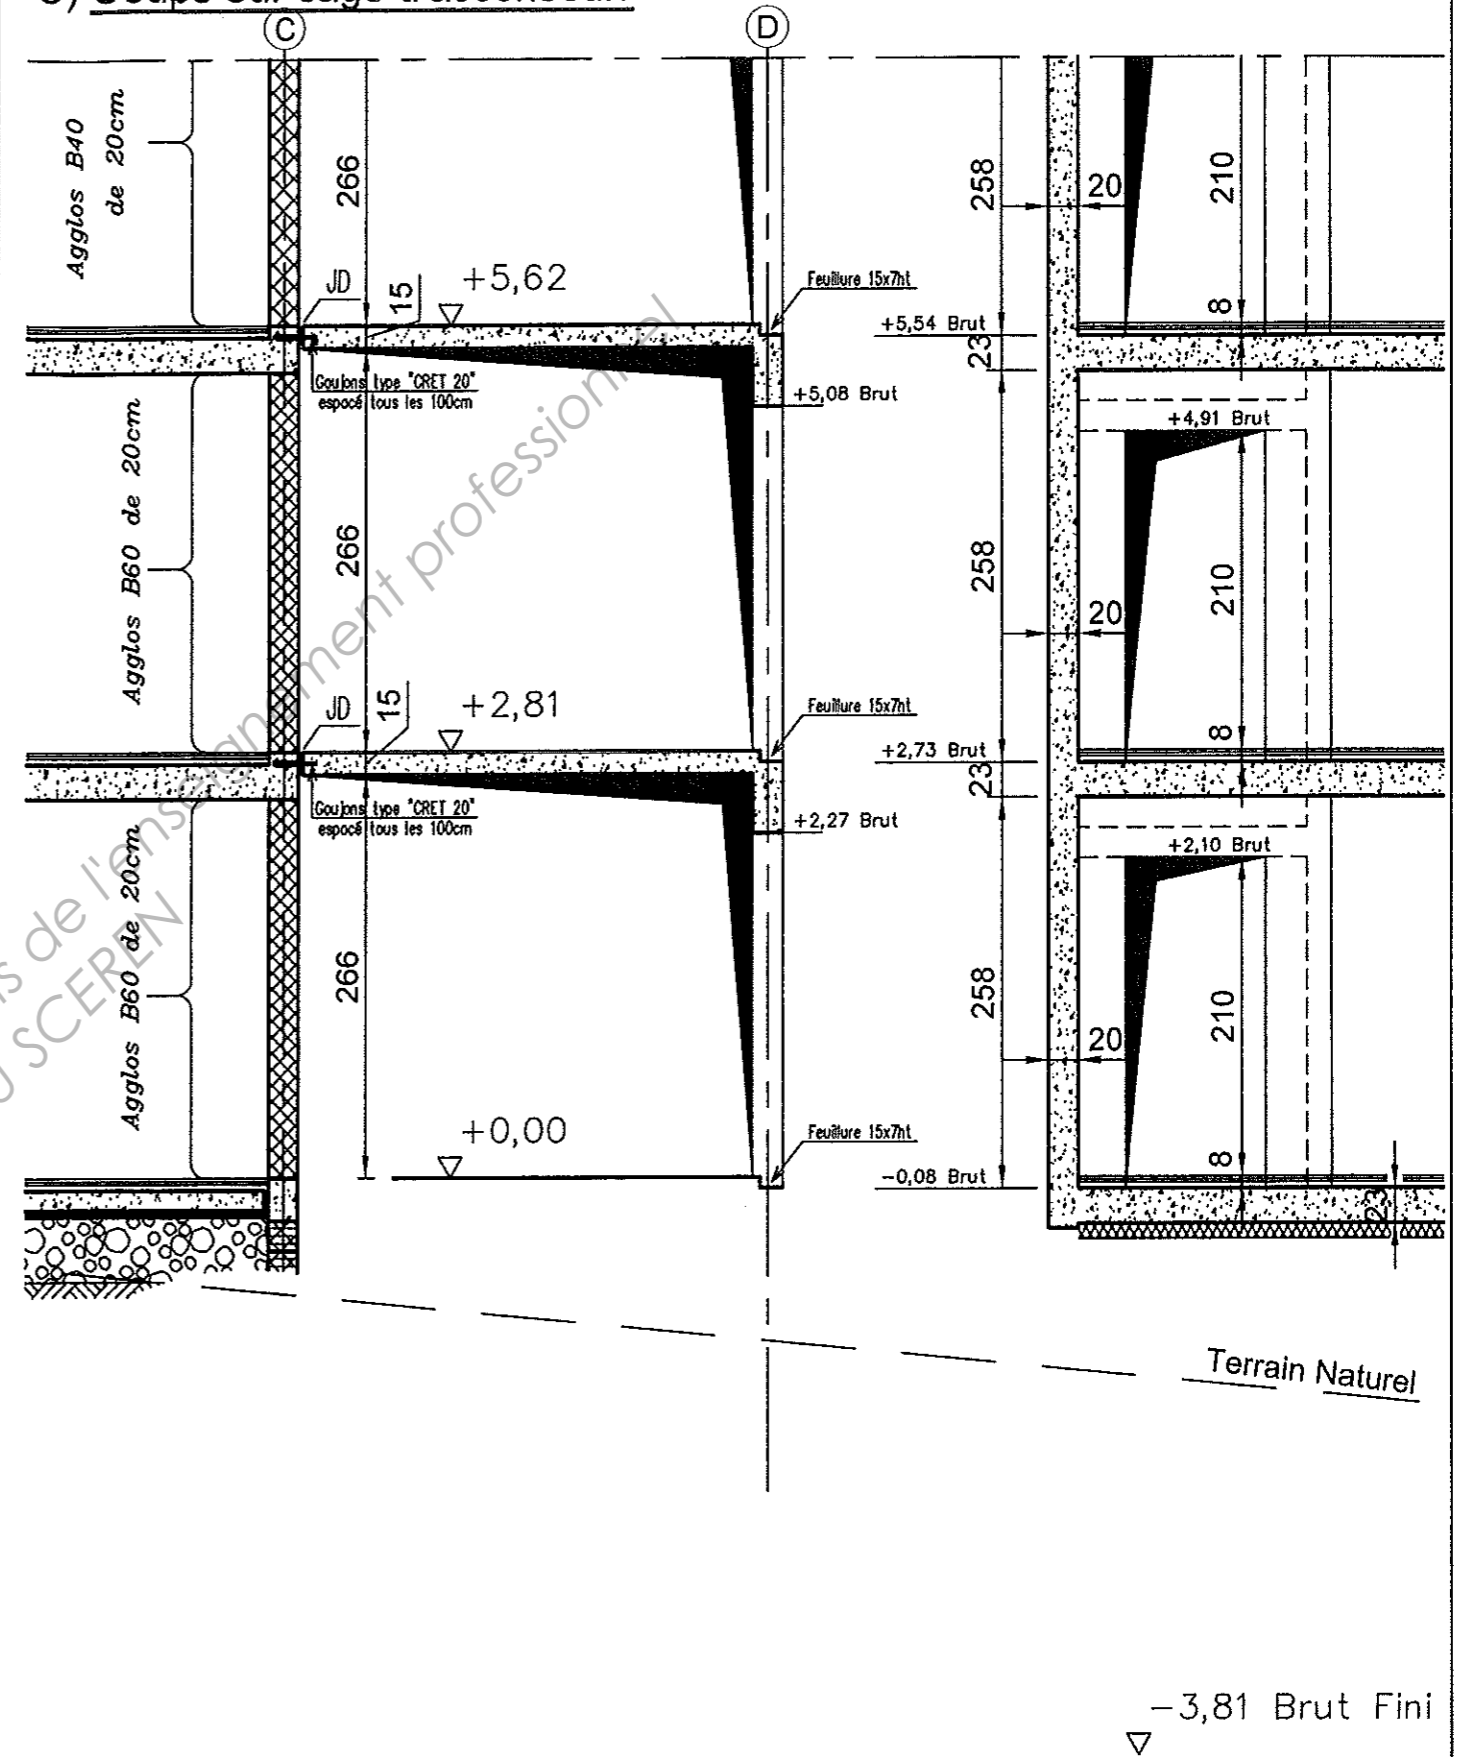 C
D
Agglos B40
de 20cm
266
JD
15
+5,62
Feuillure 15x7ht
+5,54 Brut
258
20
210
8
23
Goujons type "CRET 20"
espacé tous les 100cm
+5,08 Brut
+4,91 Brut
Agglos B60 de 20cm
266
258
20
210
8
JD
15
+2,81
Feuillure 15x7ht
+2,73 Brut
23
Goujons type "CRET 20"
espacé tous les 100cm
+2,27 Brut
+2,10 Brut
Agglos B60 de 20cm
266
258
20
210
8
+0,00
Feuillure 15x7ht
-0,08 Brut
23
Terrain Naturel
-3,81 Brut Fini
de l'enseignement professionnel
SCEREN